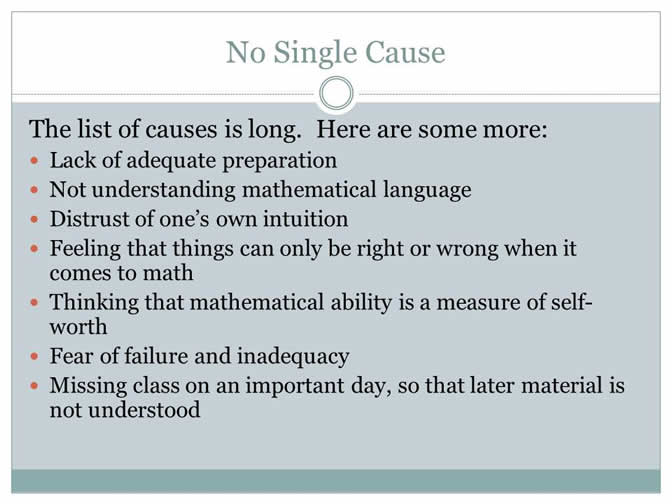 No Single Cause
The list of causes is long.  Here are some more:
• Lack of adequate preparation
• Not understanding mathematical language
• Distrust of one’s own intuition
• Feeling that things can only be right or wrong when it
comes to math
• Thinking that mathematical ability is a measure of self-
worth
• Fear of failure and inadequacy
• Missing class on an important day, so that later material is
not understood